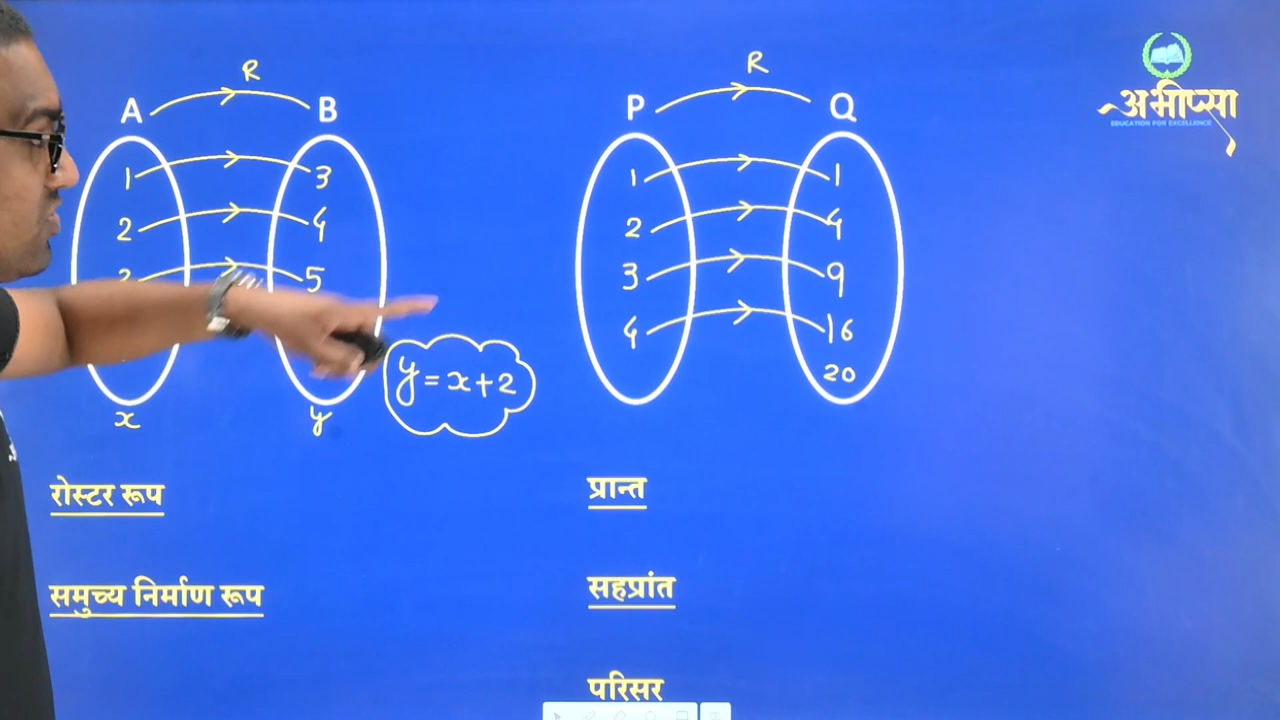 R
A B
1 3
2 4
5
x y
y = x + 2
रोस्टर रूप
समुच्य निर्माण रूप
R
P Q
1 1
2 4
3 9
4 16
20
प्रान्त
सहप्रांत
परिसर
अभीप्सा
EDUCATION FOR EXCELLENCE